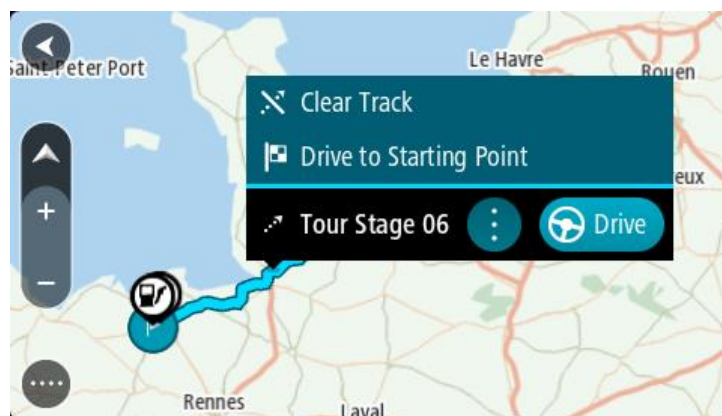 Saint Peter Port
Le Havre
Rouen
Clear Track
Drive to Starting Point
eux
Tour Stage 06
Drive
Rennes
Laval